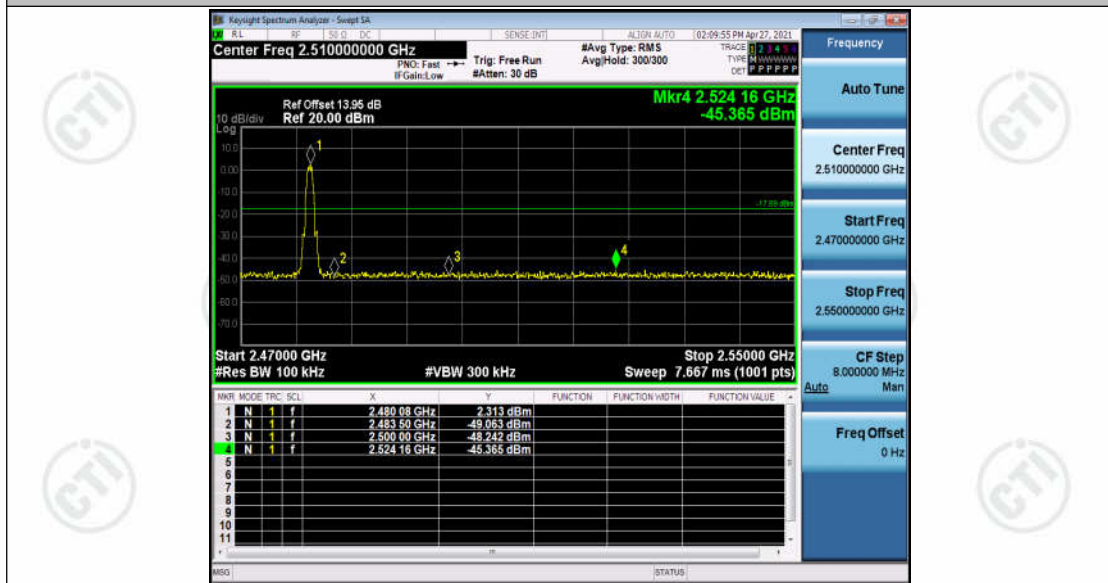 Keysight Spectrum Analyzer - Swept SA
RL RF 50 Ω DC SENSE:INT ALIGN AUTO 02:09:55 PM Apr 27, 2021
Center Freq 2.510000000 GHz
PNO: Fast
IFGain:Low
Trig: Free Run
#Atten: 30 dB
#Avg Type: RMS
Avg|Hold: 300/300
TRACE 1 2 3 4 5 6
TYPE M WWWWW
DET P P P P P P
Ref Offset 13.95 dB
10 dB/div Ref 20.00 dBm
Log
Mkr4 2.524 16 GHz
-45.365 dBm
10.0
0.00
-10.0
-20.0
-30.0
-40.0
-50.0
-60.0
-70.0
1
2
3
4
Start 2.47000 GHz
Stop 2.55000 GHz
#Res BW 100 kHz
#VBW 300 kHz
Sweep 7.667 ms (1001 pts)
MKR MODE TRC SCL X Y FUNCTION FUNCTION WIDTH FUNCTION VALUE
1 N 1 f 2.480 08 GHz 2.313 dBm
2 N 1 f 2.483 50 GHz -49.063 dBm
3 N 1 f 2.500 00 GHz -48.242 dBm
4 N 1 f 2.524 16 GHz -45.365 dBm
5
6
7
8
9
10
11
MSG
STATUS
Frequency
Auto Tune
Center Freq
2.510000000 GHz
Start Freq
2.470000000 GHz
Stop Freq
2.550000000 GHz
CF Step
8.000000 MHz
Auto Man
Freq Offset
0 Hz
CTI
CTI
CTI
CTI